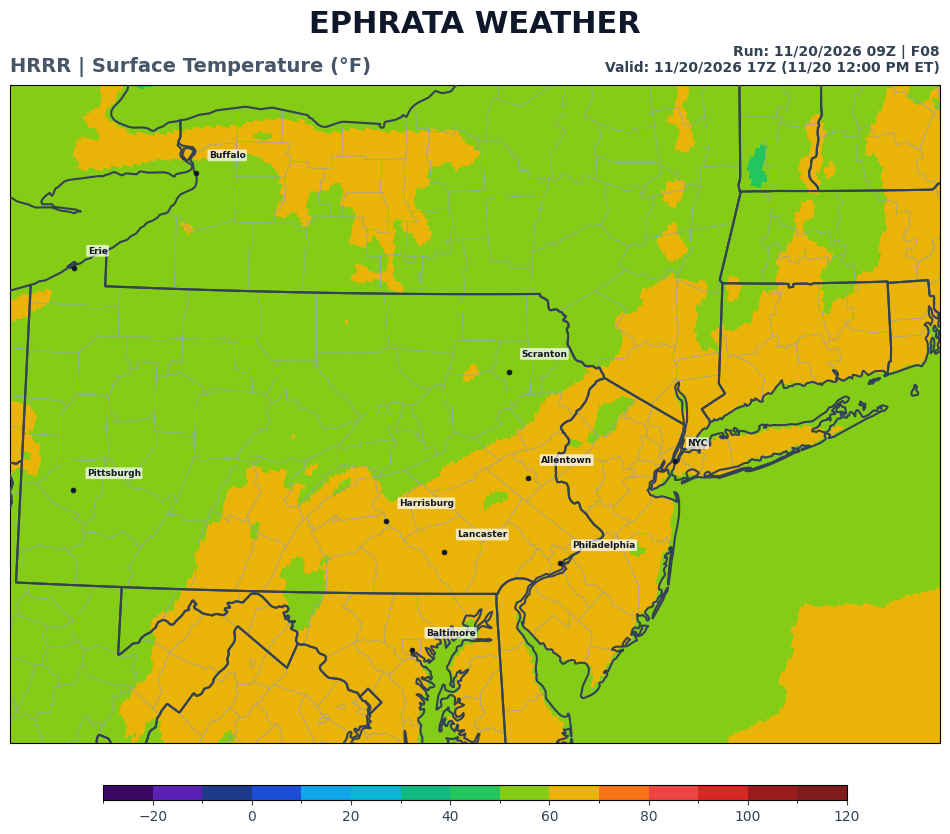 EPHRATA WEATHER
HRRR | Surface Temperature (°F)
Run: 11/20/2026 09Z | F08
Valid: 11/20/2026 17Z (11/20 12:00 PM ET)
Buffalo
Erie
Scranton
NYC
Allentown
Pittsburgh
Harrisburg
Lancaster
Philadelphia
Baltimore
−20 0 20 40 60 80 100 120